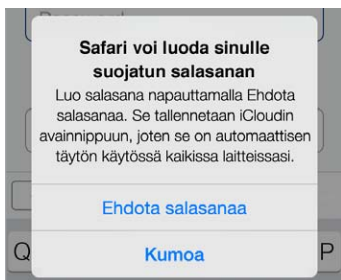 Password
Safari voi luoda sinulle
suojatun salasanan
Luo salasana napauttamalla Ehdota
salasanaa. Se tallennetaan iCloudin
avainnippuun, joten se on automaattisen
täytön käytössä kaikissa laitteissasi.
Ehdota salasanaa
Q
Kumoa
P